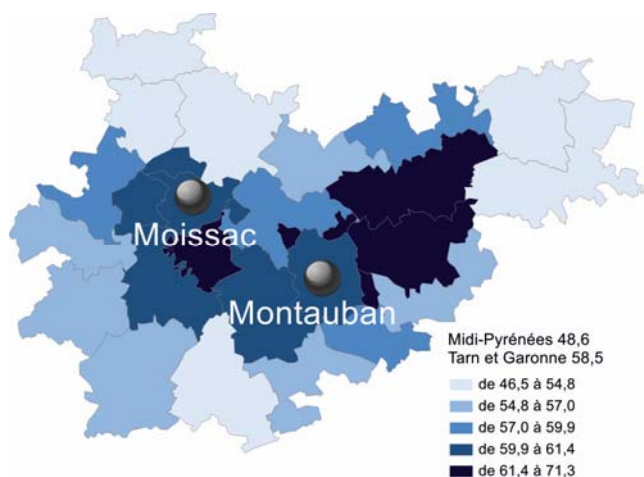 Moissac
Montauban
Midi-Pyrénées 48,6
Tarn et Garonne 58,5
de 46,5 à 54,8
de 54,8 à 57,0
de 57,0 à 59,9
de 59,9 à 61,4
de 61,4 à 71,3